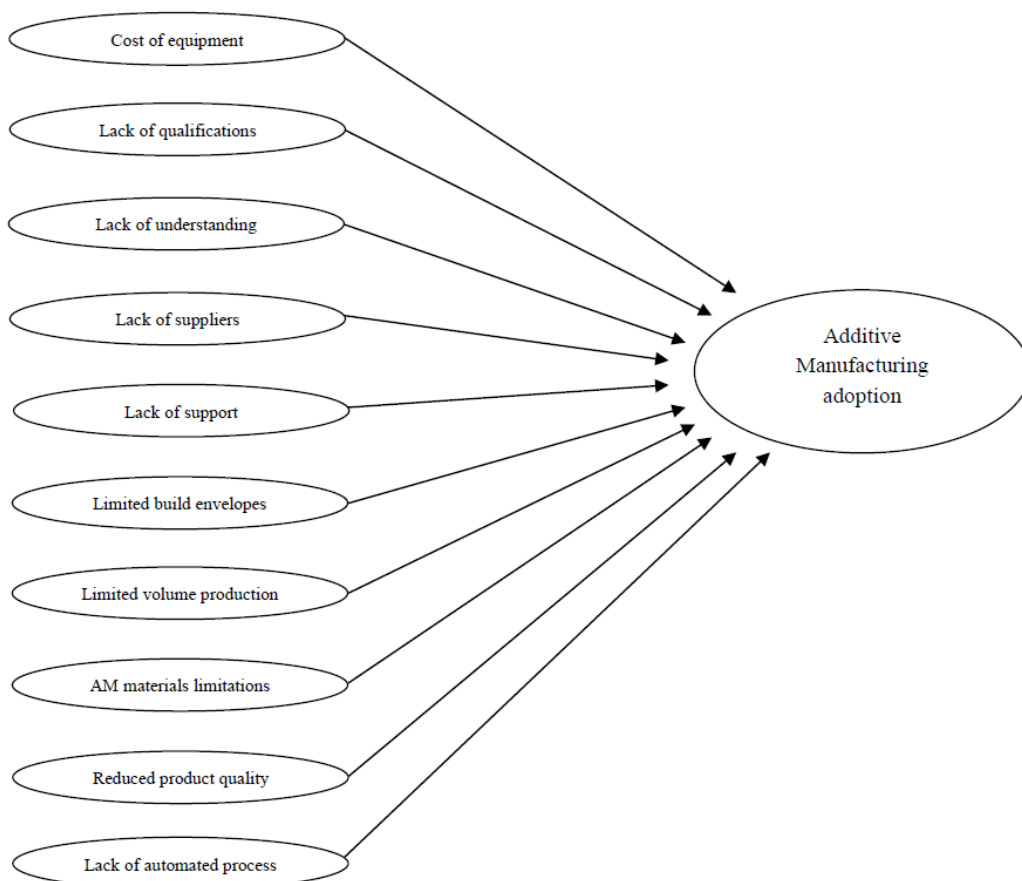 Cost of equipment
Lack of qualifications
Lack of understanding
Lack of suppliers
Lack of support
Limited build envelopes
Limited volume production
AM materials limitations
Reduced product quality
Lack of automated process
Additive
Manufacturing
adoption